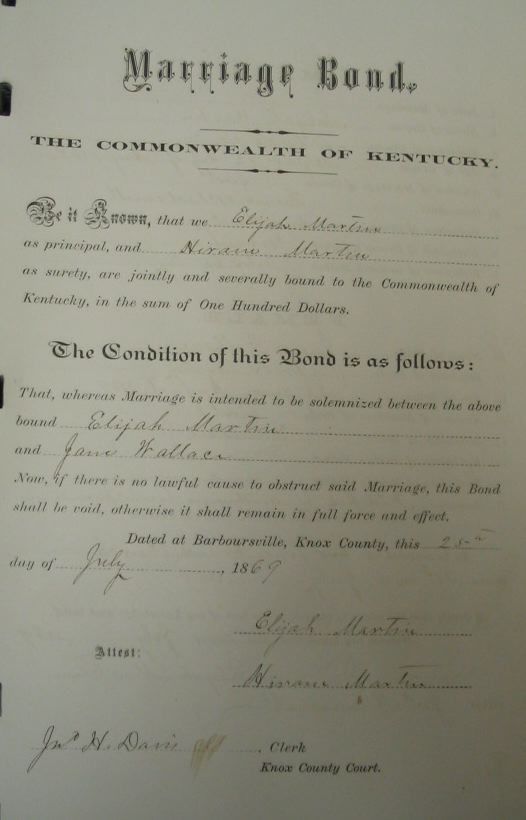 Marriage Bond.
THE COMMONWEALTH OF KENTUCKY.
Be it Known, that we Elijah Martin
as principal, and Hiram Martin
as surety, are jointly and severally bound to the Commonwealth of
Kentucky, in the sum of One Hundred Dollars.
The Condition of this Bond is as follows:
That, whereas Marriage is intended to be solemnized between the above
bound Elijah Martin
and Jane Wallace
Now, if there is no lawful cause to obstruct said Marriage, this Bond
shall be void, otherwise it shall remain in full force and effect.
Dated at Barboursville, Knox County, this 25th
day of July, 1869
Elijah Martin
Attest:
Hiram Martin
Jno H. Davis, Clerk
Knox County Court.